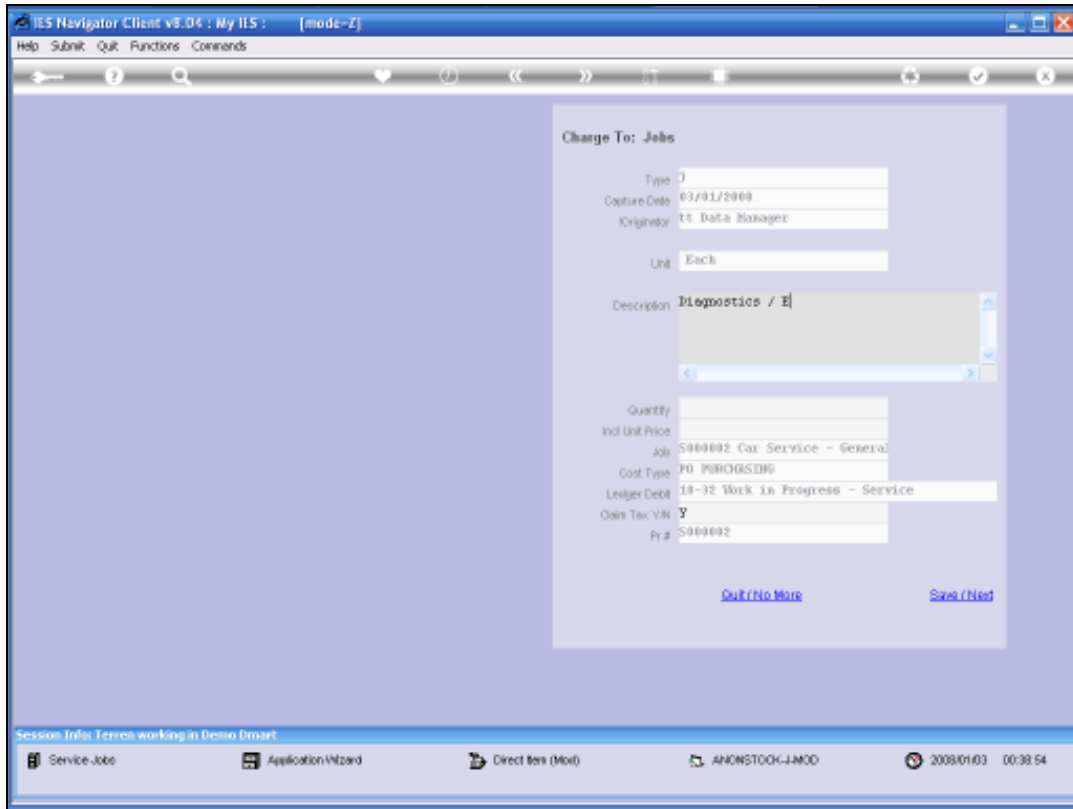 IES Navigator Client v8.04 : My IES : [mode-Z]
Help Submit Quit Functions Commands
Charge To: Jobs
Type J
Capture Date 03/01/2008
!Originator tt Data Manager
Unit Each
Description Diagnostics / E
Quantity
Incl Unit Price
Job S000002 Car Service - General
Cost Type PO PURCHASING
Ledger Debit 18-32 Work in Progress - Service
Claim Tax Y/N Y
Pr # S000002
Quit / No More Save / Next
Session Info: Terren working in Demo Dmart
Service Jobs Application Wizard Direct Item (Mod) ANONSTOCK-J-MOD 2008/01/03 00:38:54